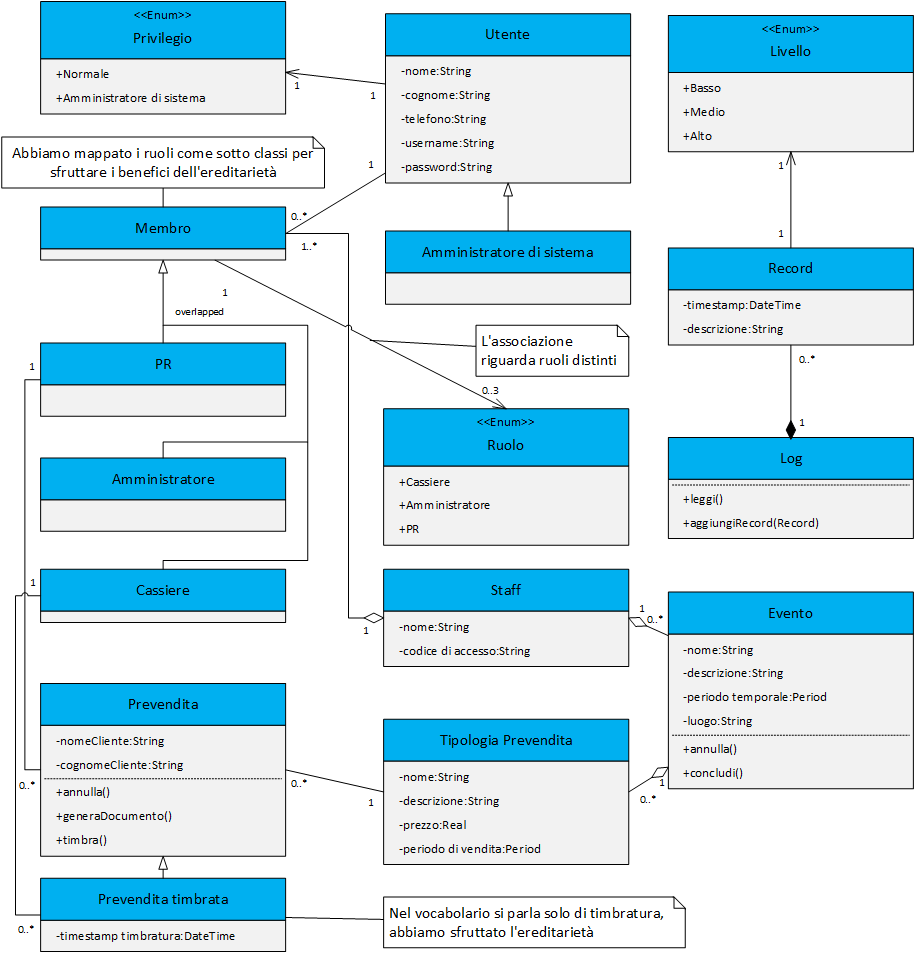 <<Enum>>
Privilegio
+Normale
+Amministratore di sistema
Utente
-nome:String
-cognome:String
-telefono:String
-username:String
-password:String
<<Enum>>
Livello
+Basso
+Medio
+Alto
1
1
1
1
1
Abbiamo mappato i ruoli come sotto classi per
sfruttare i benefici dell'ereditarietà
0..*
1..*
Membro
Amministratore di sistema
Record
-timestamp:DateTime
-descrizione:String
1
overlapped
L'associazione
riguarda ruoli distinti
0..*
1
PR
0..3
1
<<Enum>>
Ruolo
+Cassiere
+Amministratore
+PR
Log
+leggi()
+aggiungiRecord(Record)
Amministratore
1
Cassiere
Staff
-nome:String
-codice di accesso:String
1
1
0..*
Evento
-nome:String
-descrizione:String
-periodo temporale:Period
-luogo:String
+annulla()
+concludi()
Prevendita
-nomeCliente:String
-cognomeCliente:String
+annulla()
+generaDocumento()
+timbra()
0..*
0..*
1
Tipologia Prevendita
-nome:String
-descrizione:String
-prezzo:Real
-periodo di vendita:Period
1
0..*
Prevendita timbrata
-timestamp timbratura:DateTime
0..*
Nel vocabolario si parla solo di timbratura,
abbiamo sfruttato l'ereditarietà